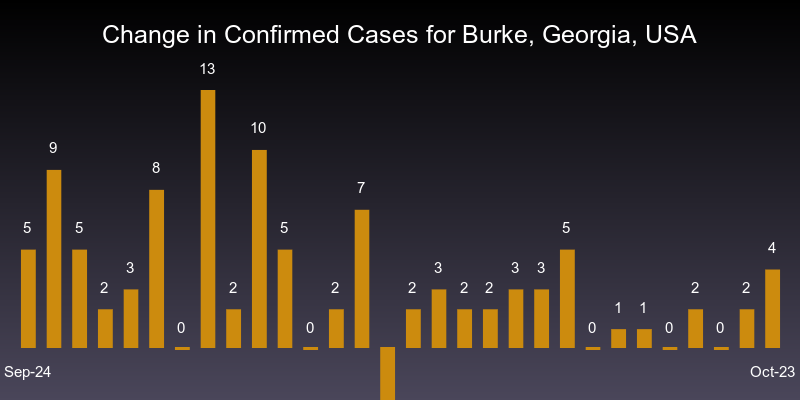 Change in Confirmed Cases for Burke, Georgia, USA
5 9 5 2 3 8 0 13 2 10 5 0 2 7 2 3 2 2 3 3 5 0 1 1 0 2 0 2 4
Sep-24 Oct-23